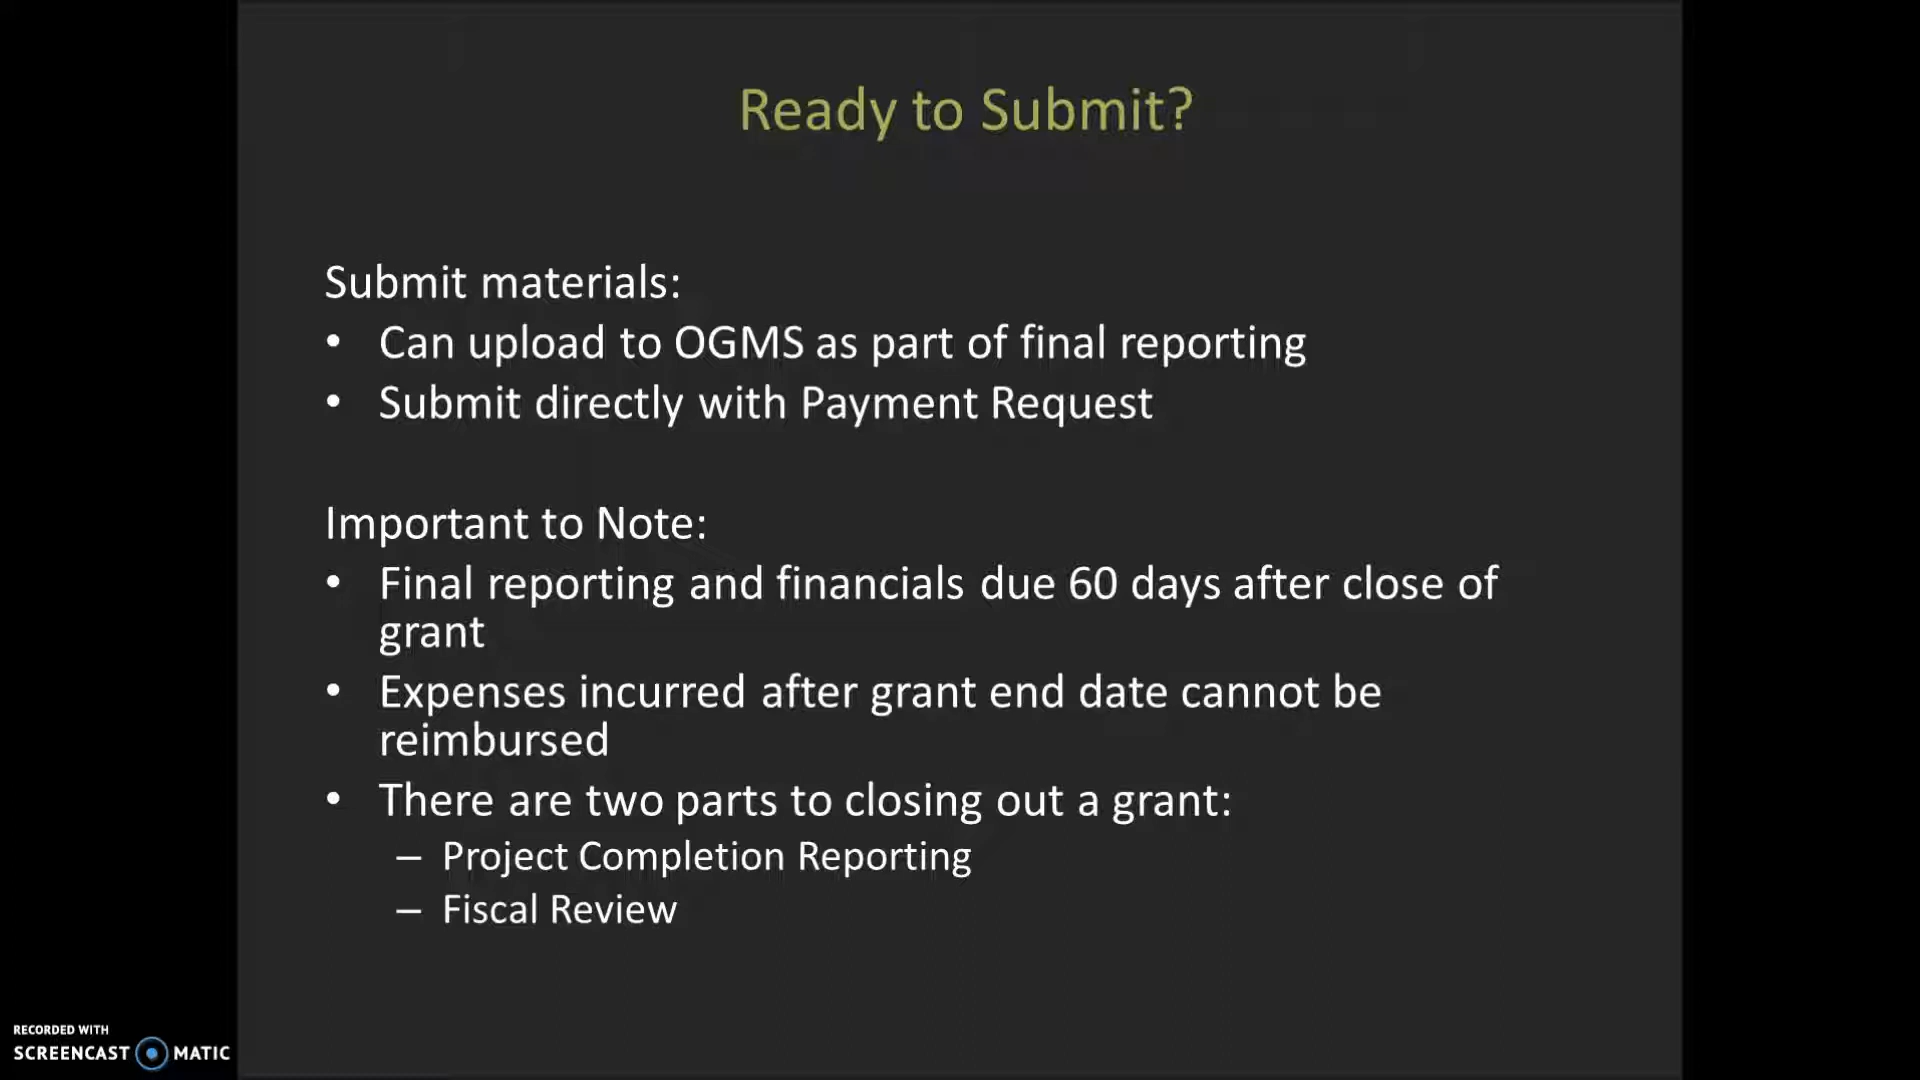 Ready to Submit?
Submit materials:
• Can upload to OGMS as part of final reporting
• Submit directly with Payment Request
Important to Note:
• Final reporting and financials due 60 days after close of
grant
• Expenses incurred after grant end date cannot be
reimbursed
• There are two parts to closing out a grant:
– Project Completion Reporting
– Fiscal Review
RECORDED WITH
SCREENCAST MATIC